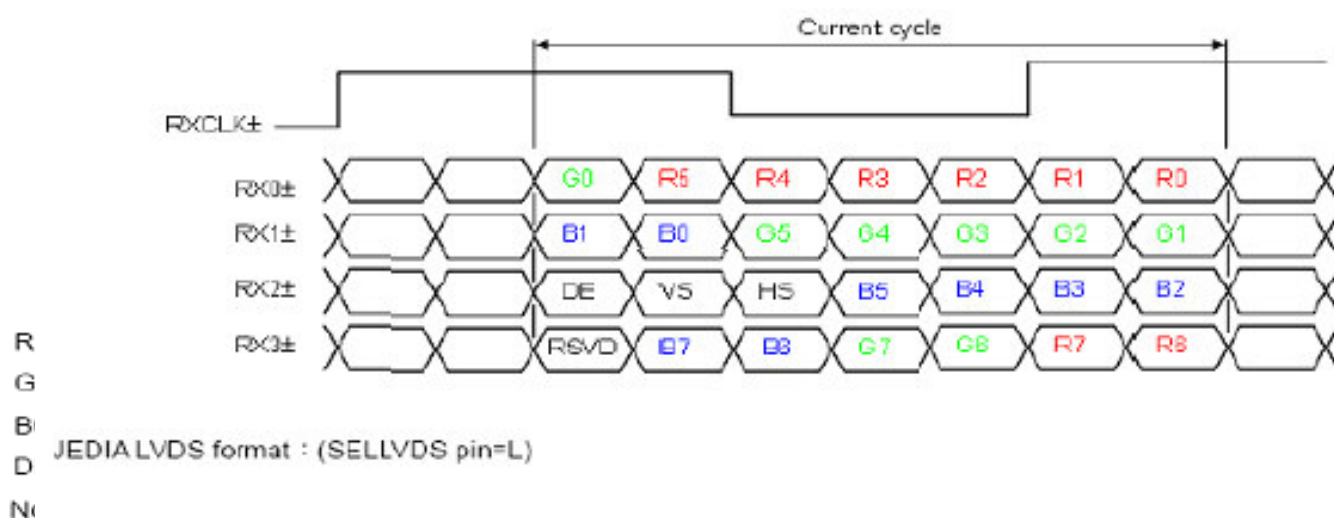 Current cycle
RXCLK±
RX0± G0 R5 R4 R3 R2 R1 R0
RX1± B1 B0 G5 G4 G3 G2 G1
RX2± DE VS HS B5 B4 B3 B2
RX3± RSVD B7 B6 G7 G6 R7 R6
R
G
B
D
JEDIA LVDS format : (SELLVDS pin=L)